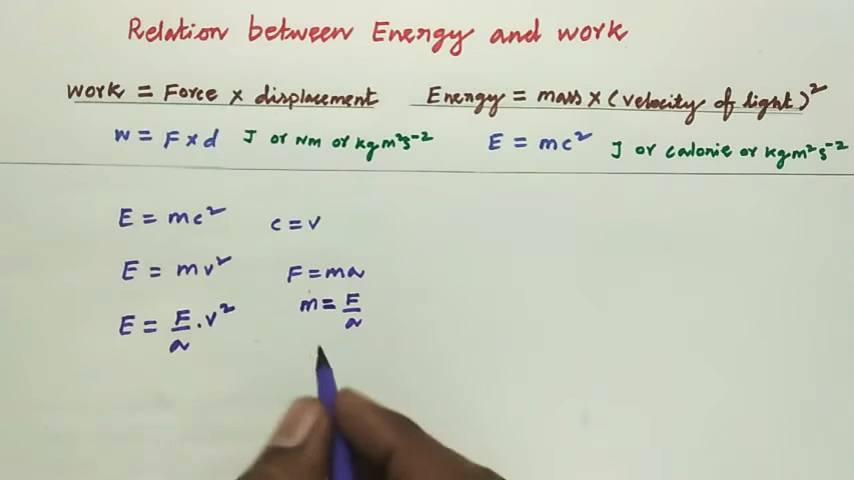 Relation between Energy and work
Work = Force x displacement
Energy = mass x (velocity of light)²
W = F x d J or Nm or kgm²s⁻²
E = mc² J or calorie or kgm²s⁻²
E = mc² c = v
E = mv² F = ma
E = F/a . v² m = F/a